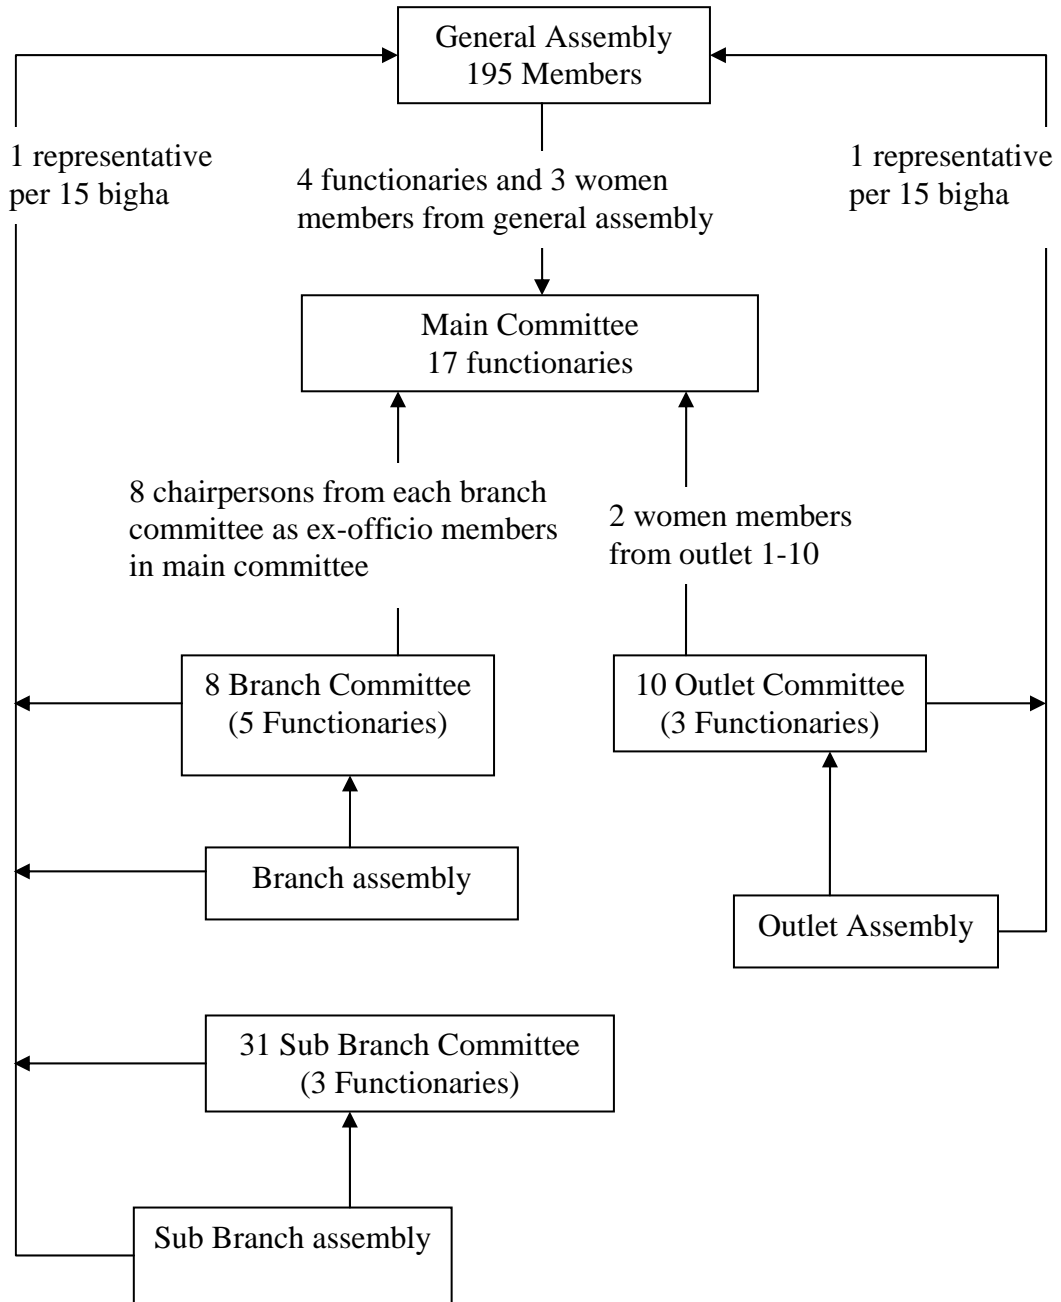 General Assembly
195 Members
1 representative
per 15 bigha
4 functionaries and 3 women
members from general assembly
1 representative
per 15 bigha
Main Committee
17 functionaries
8 chairpersons from each branch
committee as ex-officio members
in main committee
2 women members
from outlet 1-10
8 Branch Committee
(5 Functionaries)
10 Outlet Committee
(3 Functionaries)
Branch assembly
Outlet Assembly
31 Sub Branch Committee
(3 Functionaries)
Sub Branch assembly